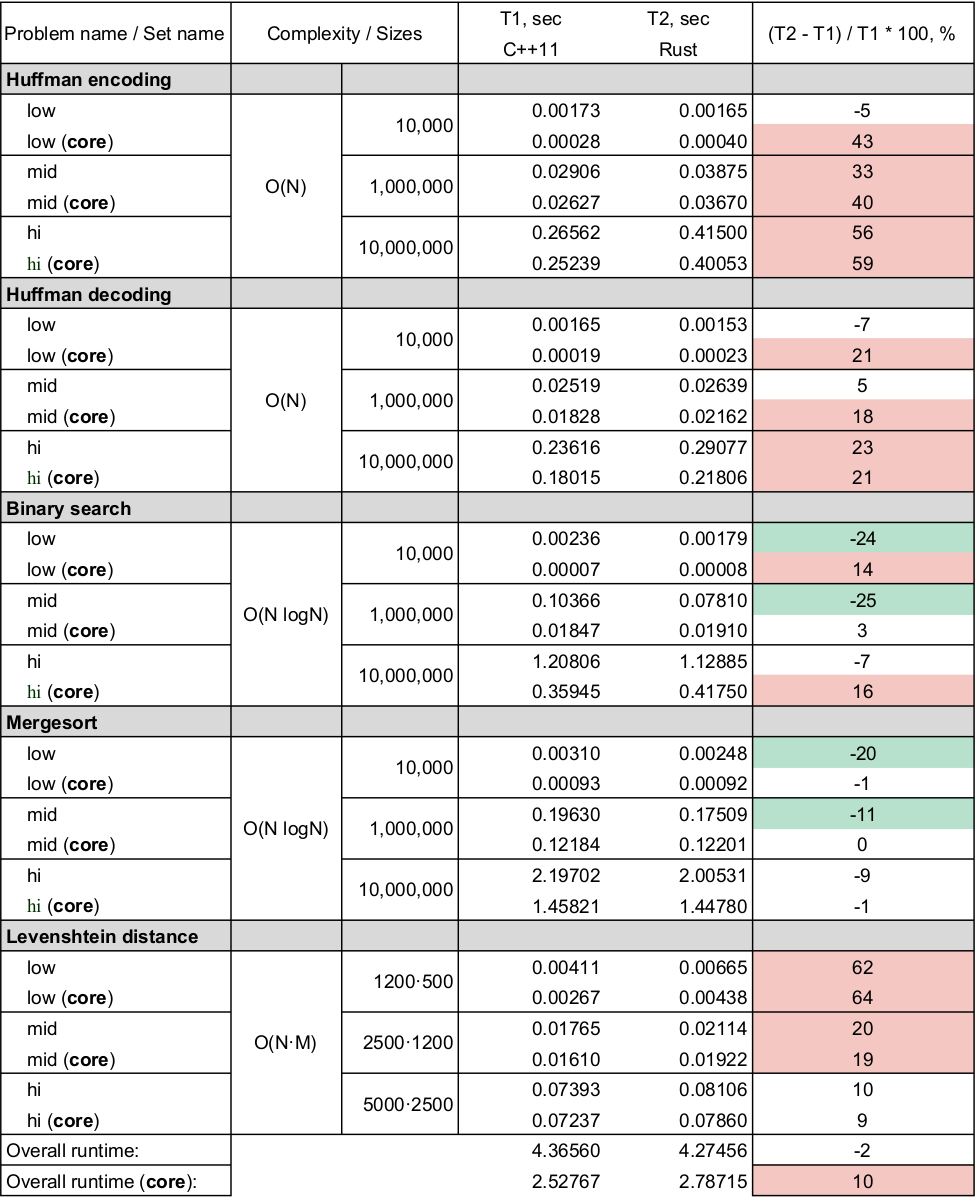 Problem name / Set name Complexity / Sizes T1, sec C++11 T2, sec Rust (T2 - T1) / T1 * 100, %
Huffman encoding
low O(N) 10,000 0.00173 0.00165 -5
low (core) 0.00028 0.00040 43
mid 1,000,000 0.02906 0.03875 33
mid (core) 0.02627 0.03670 40
hi 10,000,000 0.26562 0.41500 56
hi (core) 0.25239 0.40053 59
Huffman decoding
low O(N) 10,000 0.00165 0.00153 -7
low (core) 0.00019 0.00023 21
mid 1,000,000 0.02519 0.02639 5
mid (core) 0.01828 0.02162 18
hi 10,000,000 0.23616 0.29077 23
hi (core) 0.18015 0.21806 21
Binary search
low O(N logN) 10,000 0.00236 0.00179 -24
low (core) 0.00007 0.00008 14
mid 1,000,000 0.10366 0.07810 -25
mid (core) 0.01847 0.01910 3
hi 10,000,000 1.20806 1.12885 -7
hi (core) 0.35945 0.41750 16
Mergesort
low O(N logN) 10,000 0.00310 0.00248 -20
low (core) 0.00093 0.00092 -1
mid 1,000,000 0.19630 0.17509 -11
mid (core) 0.12184 0.12201 0
hi 10,000,000 2.19702 2.00531 -9
hi (core) 1.45821 1.44780 -1
Levenshtein distance
low O(N·M) 1200·500 0.00411 0.00665 62
low (core) 0.00267 0.00438 64
mid 2500·1200 0.01765 0.02114 20
mid (core) 0.01610 0.01922 19
hi 5000·2500 0.07393 0.08106 10
hi (core) 0.07237 0.07860 9
Overall runtime: 4.36560 4.27456 -2
Overall runtime (core): 2.52767 2.78715 10